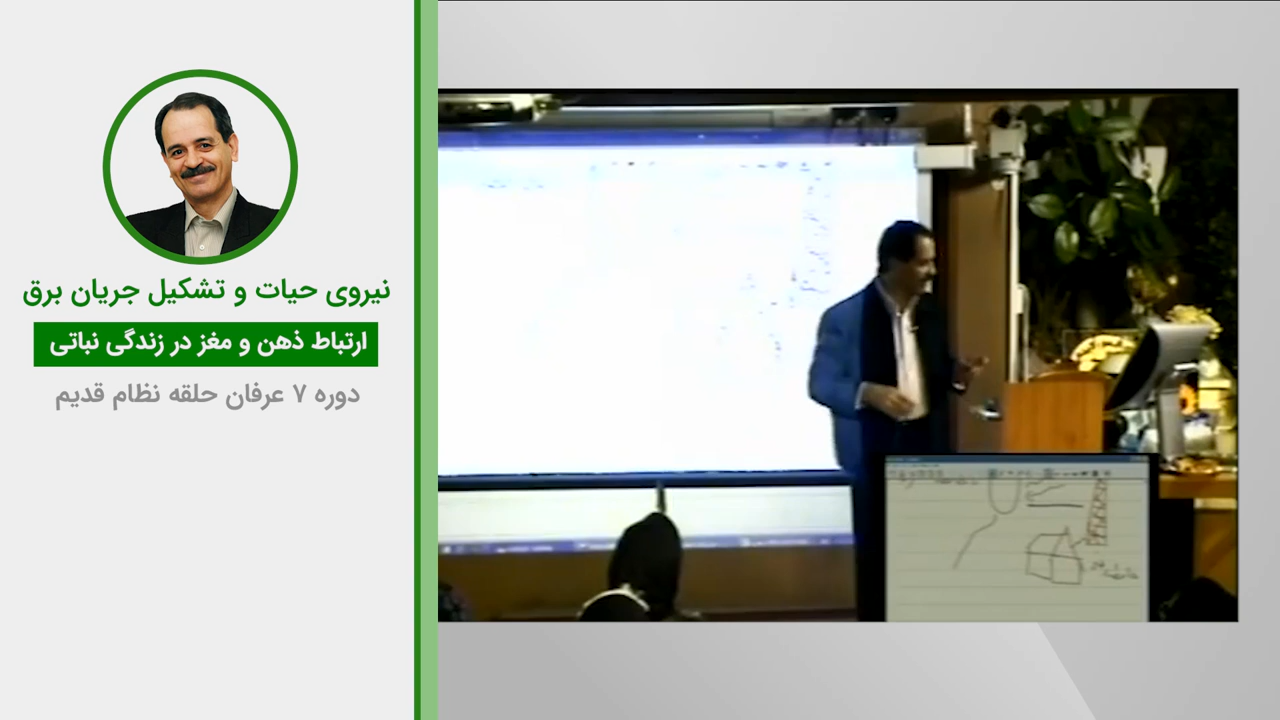 نیروی حیات و تشکیل جریان برق
ارتباط ذهن و مغز در زندگی نباتی
دوره ۷ عرفان حلقه نظام قدیم